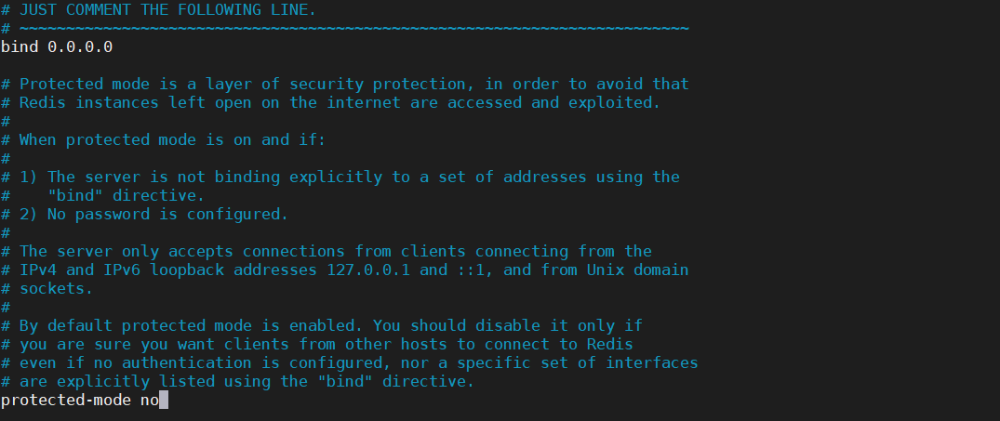 # JUST COMMENT THE FOLLOWING LINE.
# ~~~~~~~~~~~~~~~~~~~~~~~~~~~~~~~~~~~~~~~~~~~~~~~~~~~~~~~~~~~~~~~~~~~~~~~~
bind 0.0.0.0
# Protected mode is a layer of security protection, in order to avoid that
# Redis instances left open on the internet are accessed and exploited.
#
# When protected mode is on and if:
#
# 1) The server is not binding explicitly to a set of addresses using the
#    "bind" directive.
# 2) No password is configured.
#
# The server only accepts connections from clients connecting from the
# IPv4 and IPv6 loopback addresses 127.0.0.1 and ::1, and from Unix domain
# sockets.
#
# By default protected mode is enabled. You should disable it only if
# you are sure you want clients from other hosts to connect to Redis
# even if no authentication is configured, nor a specific set of interfaces
# are explicitly listed using the "bind" directive.
protected-mode no